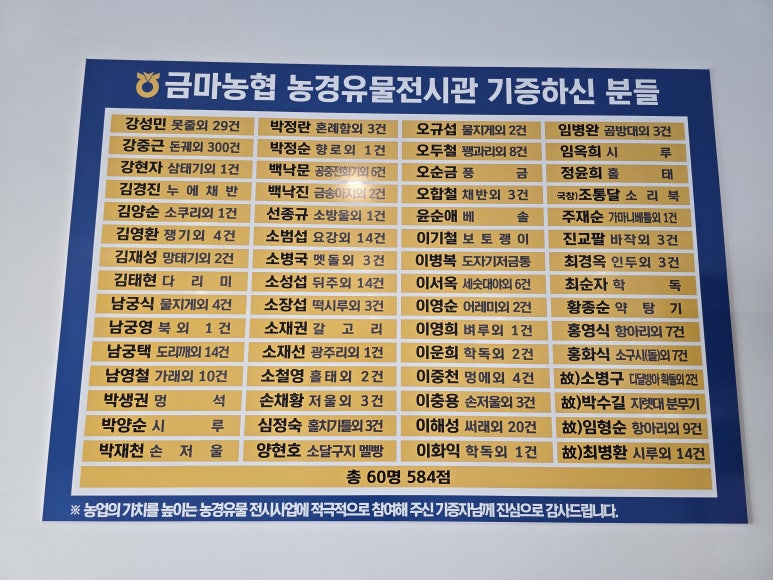 금마농협 농경유물전시관 기증하신 분들
강성민 못줄외 29건 박정란 혼례함외 3건 오규섭 물지게외 2건 임병완 곰방대외 3건
강중근 돈궤외 300건 박정순 향로외 1건 오두철 꽹과리외 8건 임옥희 시루
강현자 삼태기외 1건 백낙문 공중전화기외 6건 오순금 풍금 정윤희 홀태
김경진 누에채반 백낙진 금송아지외 2건 오합철 채반외 3건 국창)조통달 소리북
김양순 소쿠리외 1건 선종규 소방울외 1건 윤순애 베솔 주재순 가마니베틀외 1건
김영환 쟁기외 4건 소범섭 요강외 14건 이기철 보토괭이 진교팔 바작외 3건
김재성 망태기외 2건 소병국 멧돌외 3건 이병복 도자기저금통 최경옥 인두외 3건
김태현 다리미 소성섭 뒤주외 14건 이서옥 세숫대야외 6건 최순자 학독
남궁식 물지게외 4건 소장섭 떡시루외 3건 이영순 어레미외 2건 황종순 약탕기
남궁영 북외 1건 소재권 갈고리 이영희 벼루외 1건 홍영식 항아리외 7건
남궁택 도리깨외 14건 소재선 광주리외 1건 이운희 학독외 2건 홍화식 소구시(돌)외 7건
남영철 가래외 10건 소철영 홀태외 2건 이중천 멍에외 4건 故)소병구 디딜방아 확돌외 2건
박생권 멍석 손채황 저울외 3건 이충용 손저울외 3건 故)박수길 지렛대 분무기
박양순 시루 심정숙 홀치기틀외 3건 이해성 써래외 20건 故)임형순 항아리외 9건
박재천 손저울 양현호 소달구지 멜빵 이화익 학독외 1건 故)최병환 시루외 14건
총 60명 584점
※ 농업의 가치를 높이는 농경유물 전시사업에 적극적으로 참여해 주신 기증자님께 진심으로 감사드립니다.